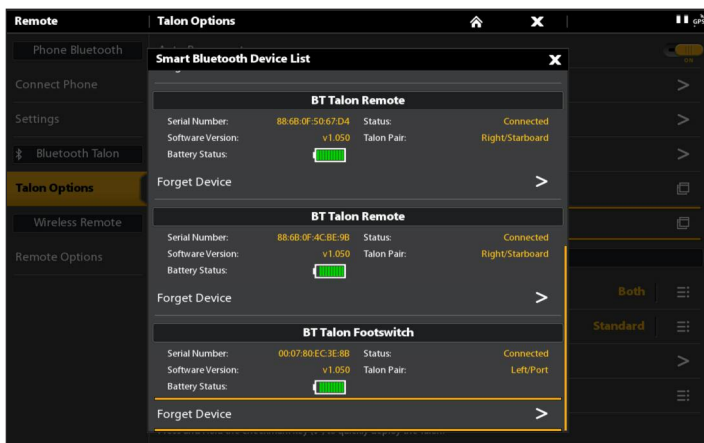 Remote
Talon Options
X
GPS
Phone Bluetooth
ON
Connect Phone
Settings
Bluetooth Talon
Talon Options
Wireless Remote
Remote Options
Both
Standard
Smart Bluetooth Device List
X
BT Talon Remote
Serial Number: 88:6B:0F:50:67:D4 Status: Connected
Software Version: v1.050 Talon Pair: Right/Starboard
Battery Status:
Forget Device >
BT Talon Remote
Serial Number: 88:6B:0F:4C:BE:9B Status: Connected
Software Version: v1.050 Talon Pair: Right/Starboard
Battery Status:
Forget Device >
BT Talon Footswitch
Serial Number: 00:07:80:EC:3E:8B Status: Connected
Software Version: v1.050 Talon Pair: Left/Port
Battery Status:
Forget Device >